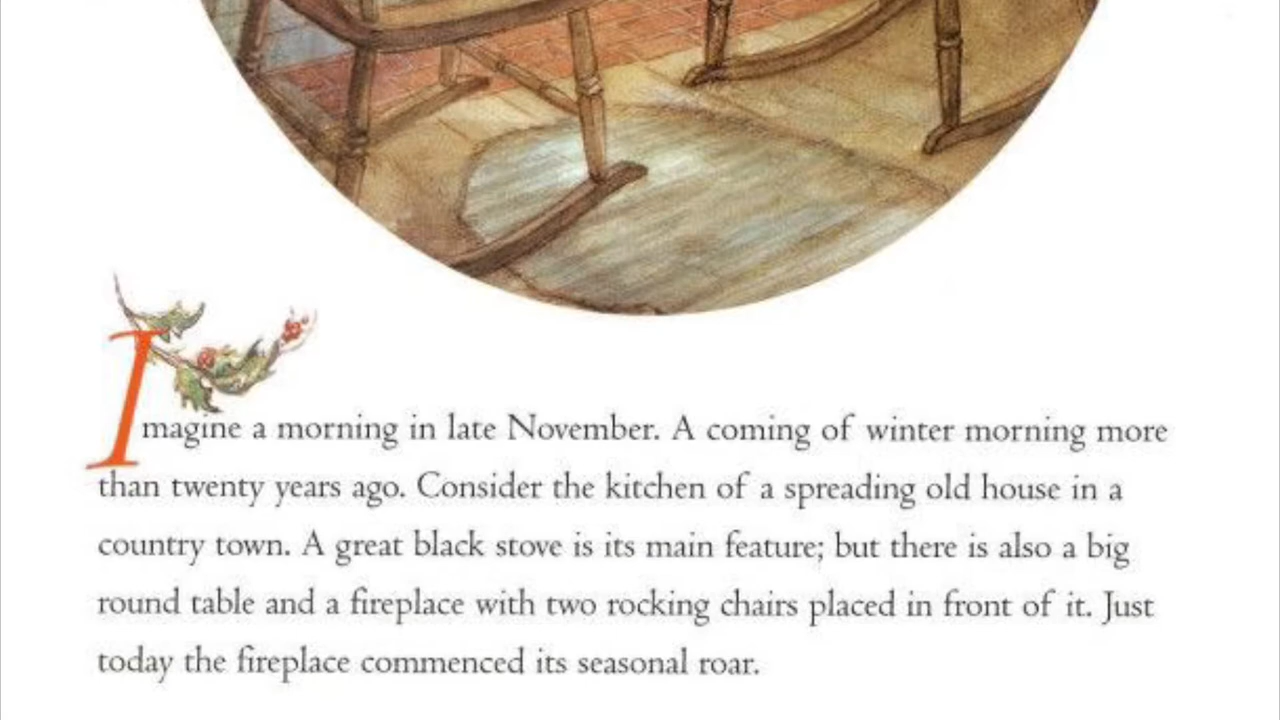 Imagine a morning in late November. A coming of winter morning more
than twenty years ago. Consider the kitchen of a spreading old house in a
country town. A great black stove is its main feature; but there is also a big
round table and a fireplace with two rocking chairs placed in front of it. Just
today the fireplace commenced its seasonal roar.